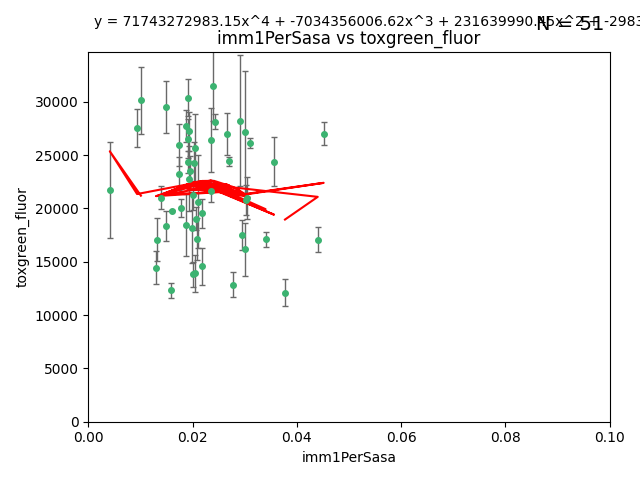 y = 71743272983.15x^4 + -7034356006.62x^3 + 231639990.
N = 51
imm1PerSasa vs toxgreen_fluor
toxgreen_fluor
30000
25000
20000
15000
10000
5000
0
0.00 0.02 0.04 0.06 0.08 0.10
imm1PerSasa